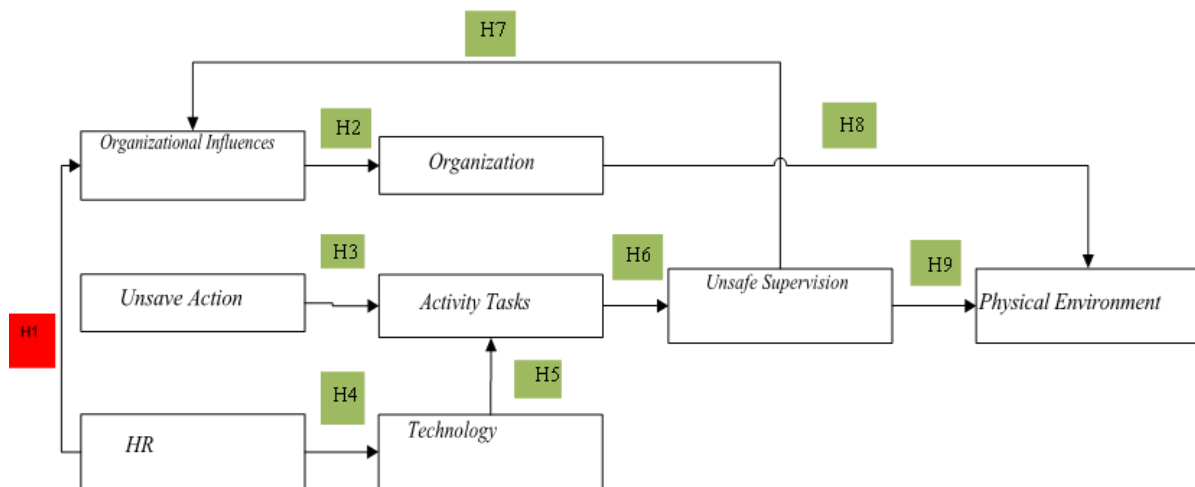 H7
H2
H8
Organizational Influences
Organization
H3
H6
H9
Unsave Action
Activity Tasks
Unsafe Supervision
Physical Environment
H1
H4
H5
HR
Technology